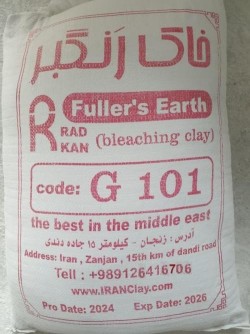 خاک رنگبر
Fuller's Earth
RAD KAN
(bleaching clay)
code: G 101
the best in the middle east
آدرس : زنجان - کیلومتر ۱۵ جاده دندی
Address: Iran , Zanjan , 15th km of dandi road
Tell : +989126416706
www.IRANClay.com
Pro Date: 2024 Exp Date: 2026